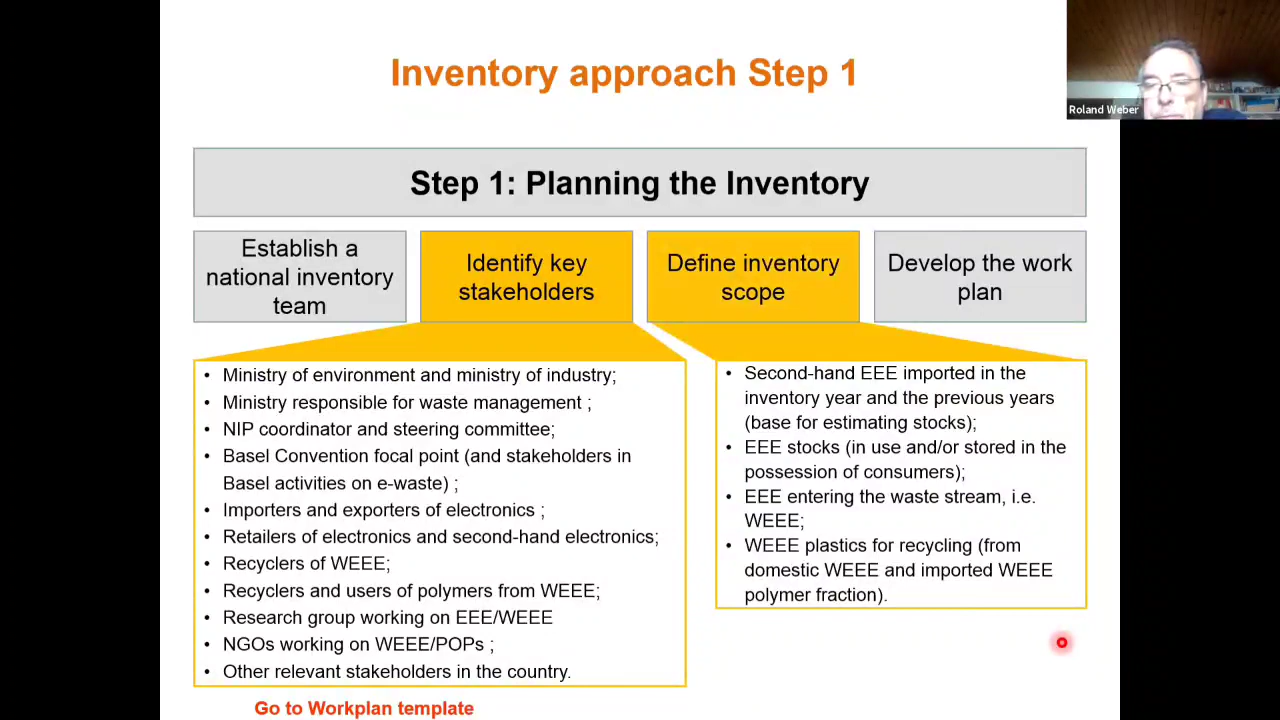 Inventory approach Step 1
Roland Weber
Step 1: Planning the Inventory
Establish a
national inventory
team
Identify key
stakeholders
Define inventory
scope
Develop the work
plan
• Ministry of environment and ministry of industry;
• Ministry responsible for waste management ;
• NIP coordinator and steering committee;
• Basel Convention focal point (and stakeholders in
Basel activities on e-waste) ;
• Importers and exporters of electronics ;
• Retailers of electronics and second-hand electronics;
• Recyclers of WEEE;
• Recyclers and users of polymers from WEEE;
• Research group working on EEE/WEEE
• NGOs working on WEEE/POPs ;
• Other relevant stakeholders in the country.
• Second-hand EEE imported in the
inventory year and the previous years
(base for estimating stocks);
• EEE stocks (in use and/or stored in the
possession of consumers);
• EEE entering the waste stream, i.e.
WEEE;
• WEEE plastics for recycling (from
domestic WEEE and imported WEEE
polymer fraction).
Go to Workplan template